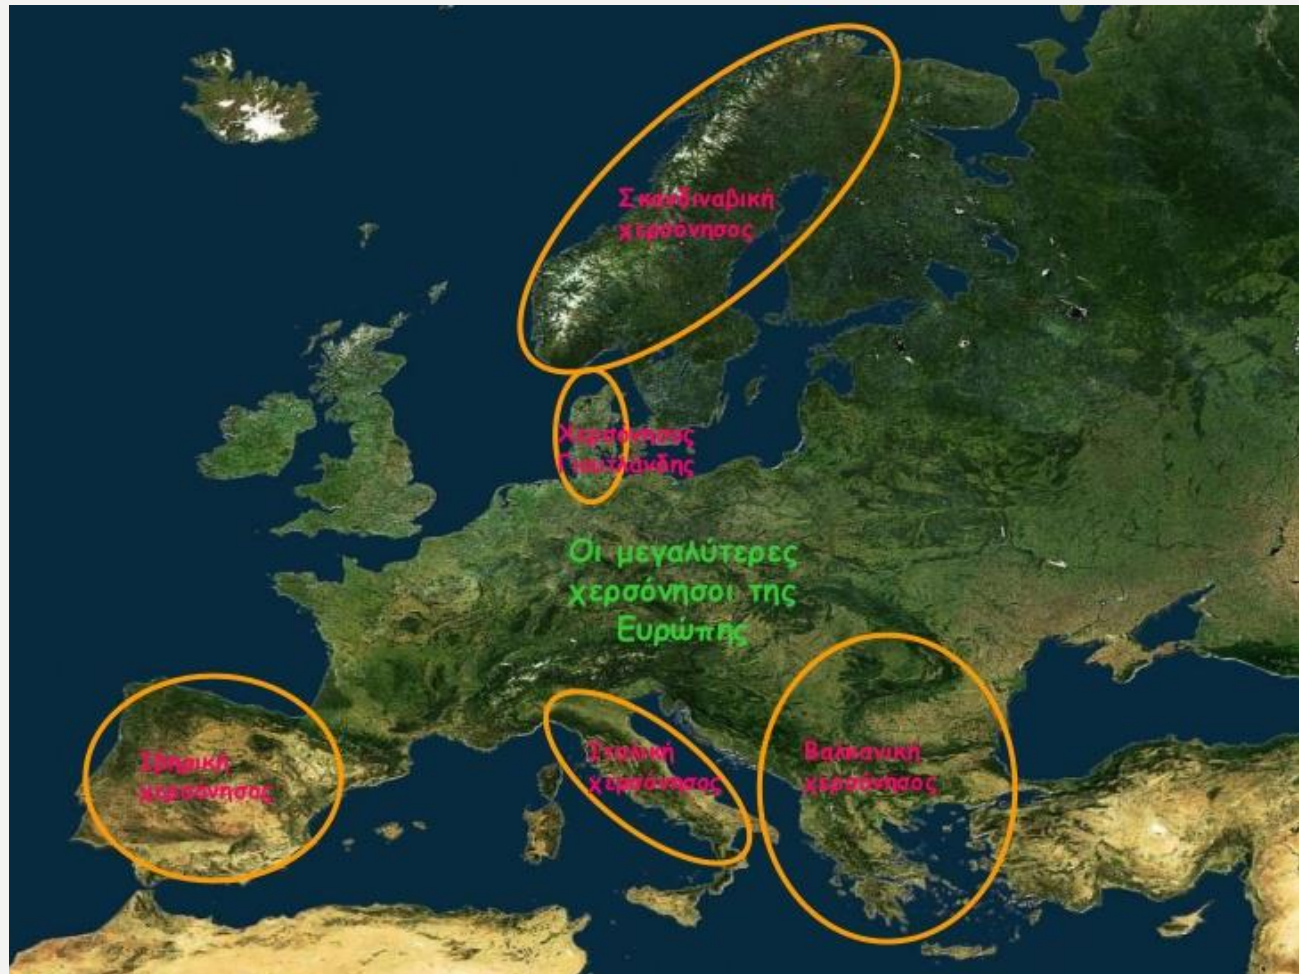 Σκανδιναβική
χερσόνησος
Χερσόνησος
Γιουτλάνδης
Οι μεγαλύτερες
χερσόνησοι της
Ευρώπης
Ιβηρική
χερσόνησος
Ιταλική
χερσόνησος
Βαλκανική
χερσόνησος